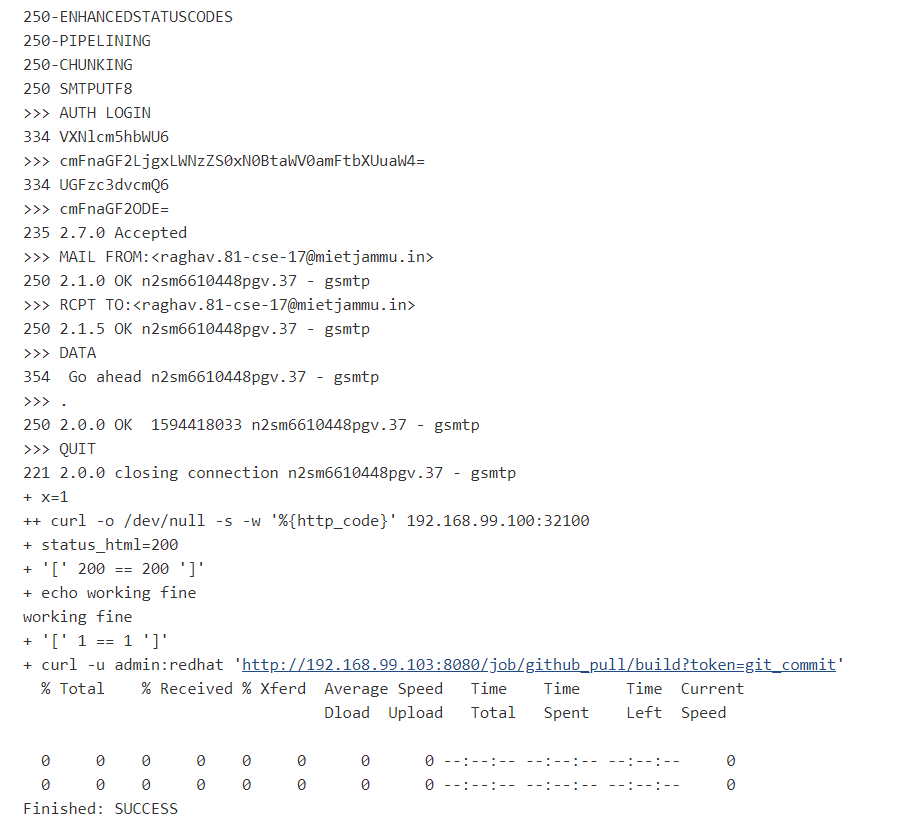 250-ENHANCEDSTATUSCODES
250-PIPELINING
250-CHUNKING
250 SMTPUTF8
>>> AUTH LOGIN
334 VXNlcm5hbWU6
>>> cmFnaGF2LjgxLWNzZS0xN0BtaWV0amFtbXUuaW4=
334 UGFzc3dvcmQ6
>>> cmFnaGF2ODE=
235 2.7.0 Accepted
>>> MAIL FROM:<raghav.81-cse-17@mietjammu.in>
250 2.1.0 OK n2sm6610448pgv.37 - gsmtp
>>> RCPT TO:<raghav.81-cse-17@mietjammu.in>
250 2.1.5 OK n2sm6610448pgv.37 - gsmtp
>>> DATA
354  Go ahead n2sm6610448pgv.37 - gsmtp
>>> .
250 2.0.0 OK  1594418033 n2sm6610448pgv.37 - gsmtp
>>> QUIT
221 2.0.0 closing connection n2sm6610448pgv.37 - gsmtp
+ x=1
++ curl -o /dev/null -s -w '%{http_code}' 192.168.99.100:32100
+ status_html=200
+ '[' 200 == 200 ']'
+ echo working fine
working fine
+ '[' 1 == 1 ']'
+ curl -u admin:redhat 'http://192.168.99.103:8080/job/github_pull/build?token=git_commit'
  % Total    % Received % Xferd  Average Speed   Time    Time     Time  Current
                                 Dload  Upload   Total   Spent    Left  Speed
  0     0    0     0    0     0      0      0 --:--:-- --:--:-- --:--:--     0
  0     0    0     0    0     0      0      0 --:--:-- --:--:-- --:--:--     0
Finished: SUCCESS